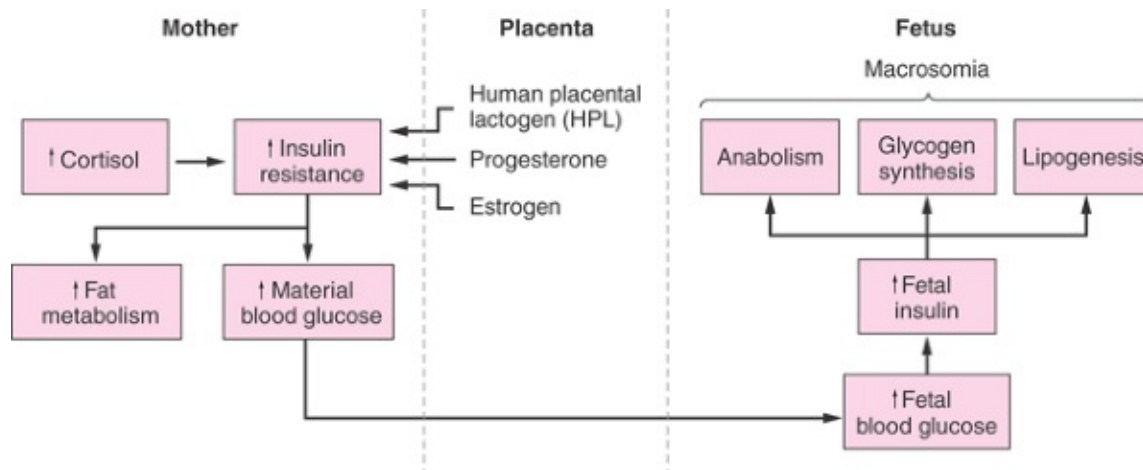 Mother
Placenta
Fetus
Macrosomia
Human placental
lactogen (HPL)
Progesterone
Estrogen
↑ Cortisol
↑ Insulin
resistance
↑ Fat
metabolism
↑ Material
blood glucose
Anabolism
Glycogen
synthesis
Lipogenesis
↑ Fetal
insulin
↑ Fetal
blood glucose